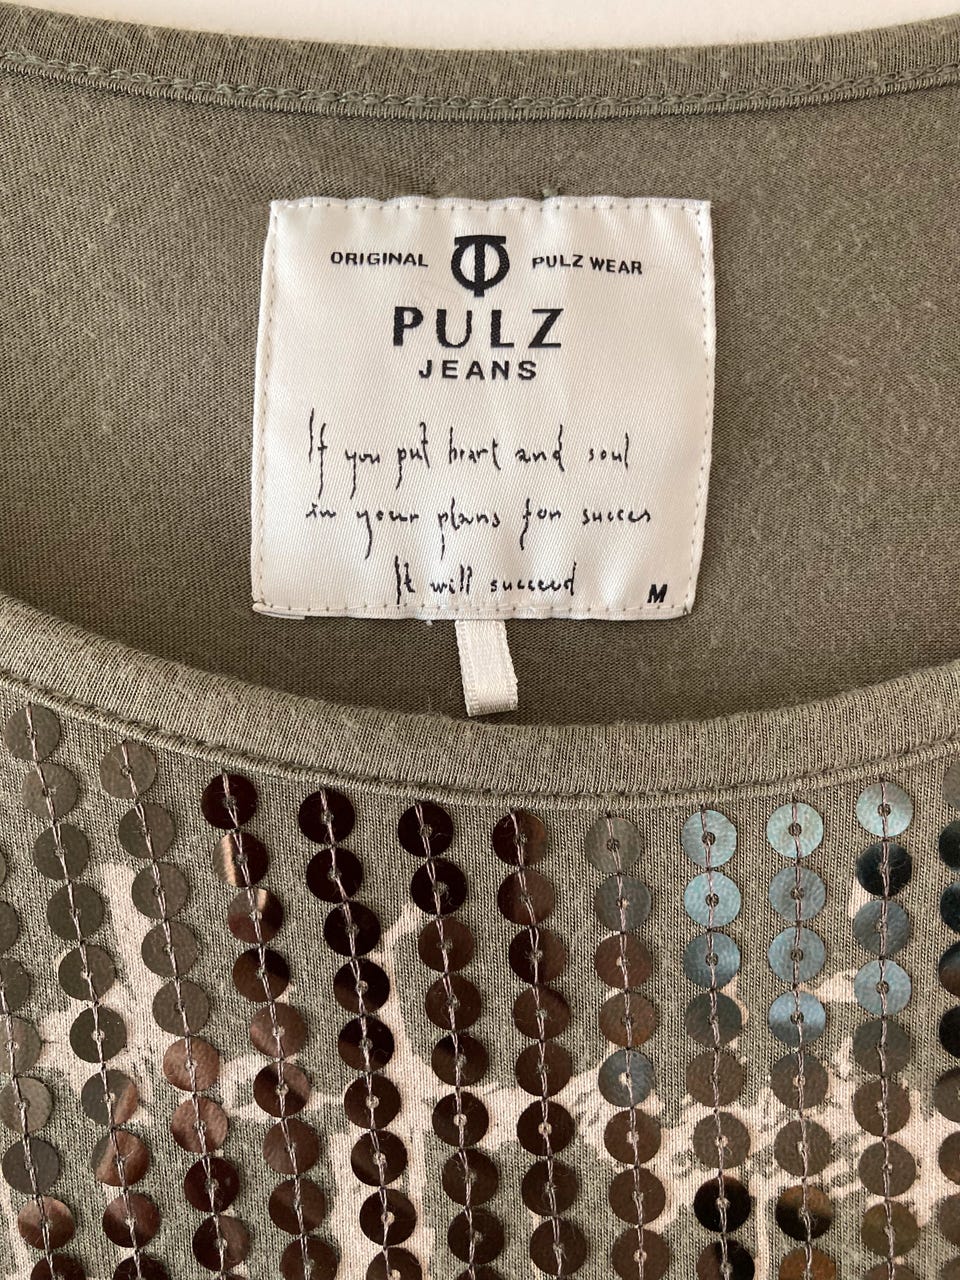 ORIGINAL PULZ WEAR
PULZ
JEANS
If you put heart and soul
in your plans for succes
It will succeed
M